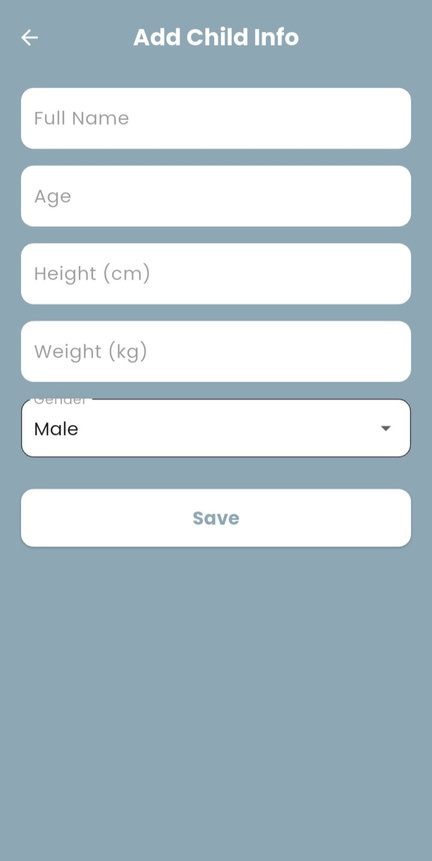 Add Child Info
Full Name
Age
Height (cm)
Weight (kg)
Gender
Male
Save